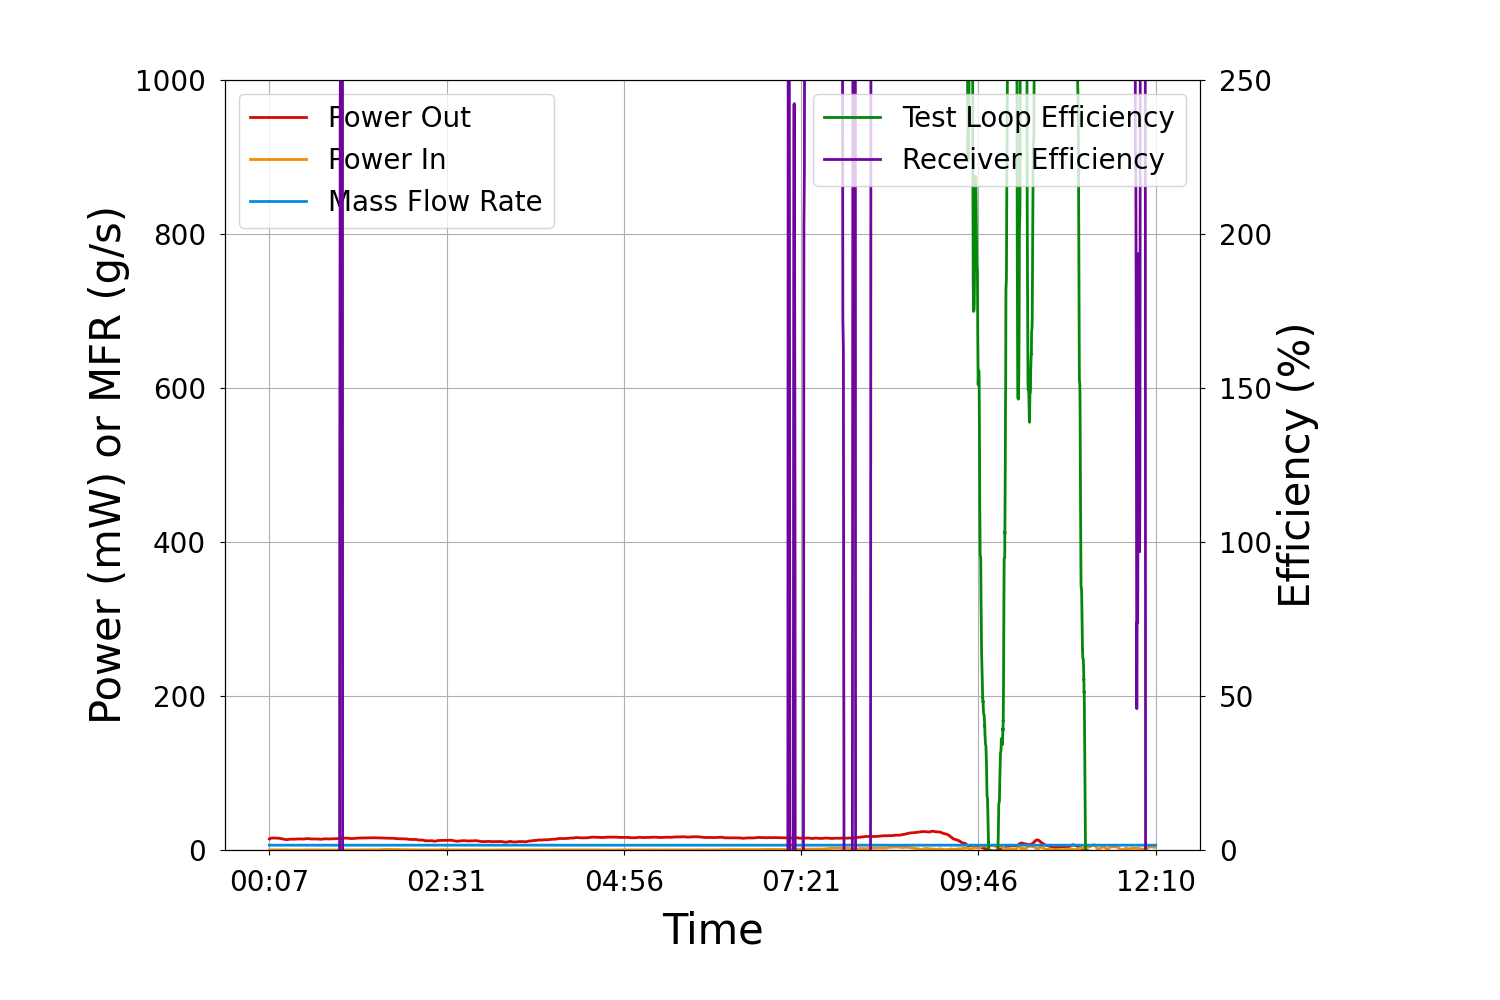 1000
800
600
400
200
0
Power (mW) or MFR (g/s)
Power Out
Power In
Mass Flow Rate
Test Loop Efficiency
Receiver Efficiency
250
200
150
100
50
0
Efficiency (%)
00:07 02:31 04:56 07:21 09:46 12:10
Time